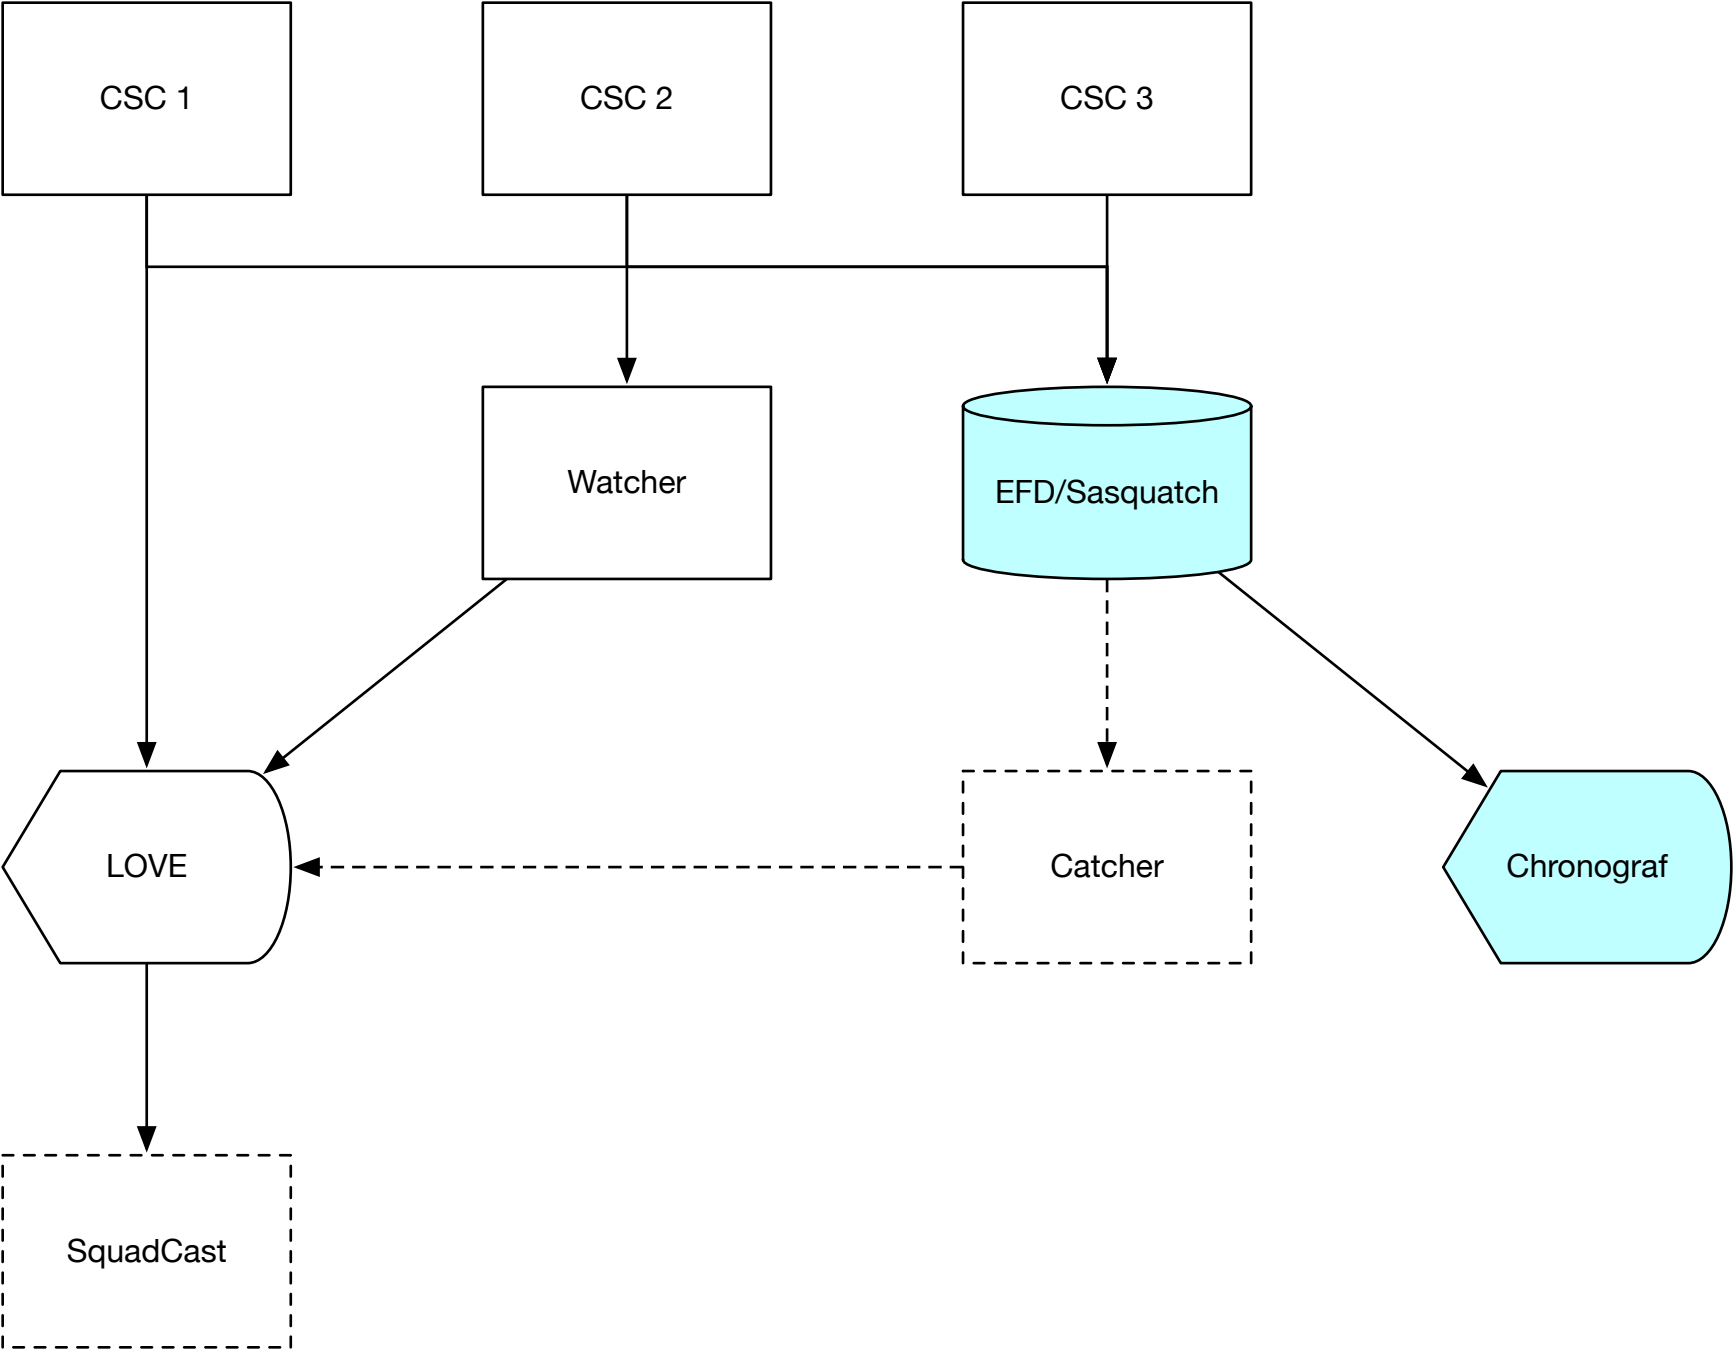 CSC 1
CSC 2
CSC 3
Watcher
EFD/Sasquatch
LOVE
Catcher
Chronograf
SquadCast